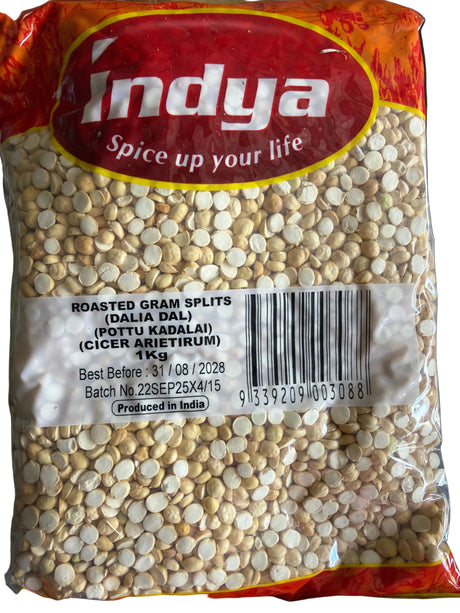 indya
Spice up your life
ROASTED GRAM SPLITS
(DALIA DAL)
(POTTU KADALAI)
(CICER ARIETIRUM)
1Kg
Best Before : 31 / 08 / 2028
Batch No.22SEP25X4/15
Produced in India
9 339209 003088